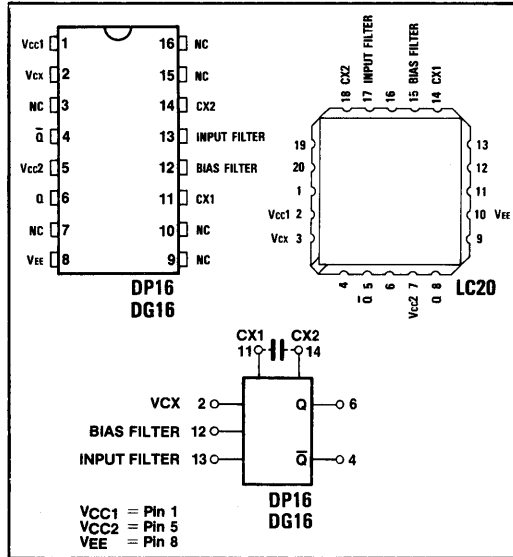 VCC1 1 16 NC
VCX 2 15 NC
NC 3 14 CX2
Q̅ 4 13 INPUT FILTER
VCC2 5 12 BIAS FILTER
Q 6 11 CX1
NC 7 10 NC
VEE 8 9 NC
DP16
DG16
18 CX2
17 INPUT FILTER
16
15 BIAS FILTER
14 CX1
19 13
20 12
1 11
VCC1 2 10 VEE
VCX 3 9
4
Q̅ 5
6
VCC2 7
Q 8
LC20
CX1 CX2
11 14
VCX 2 Q 6
BIAS FILTER 12
INPUT FILTER 13 Q̅ 4
DP16
DG16
VCC1 = Pin 1
VCC2 = Pin 5
VEE = Pin 8